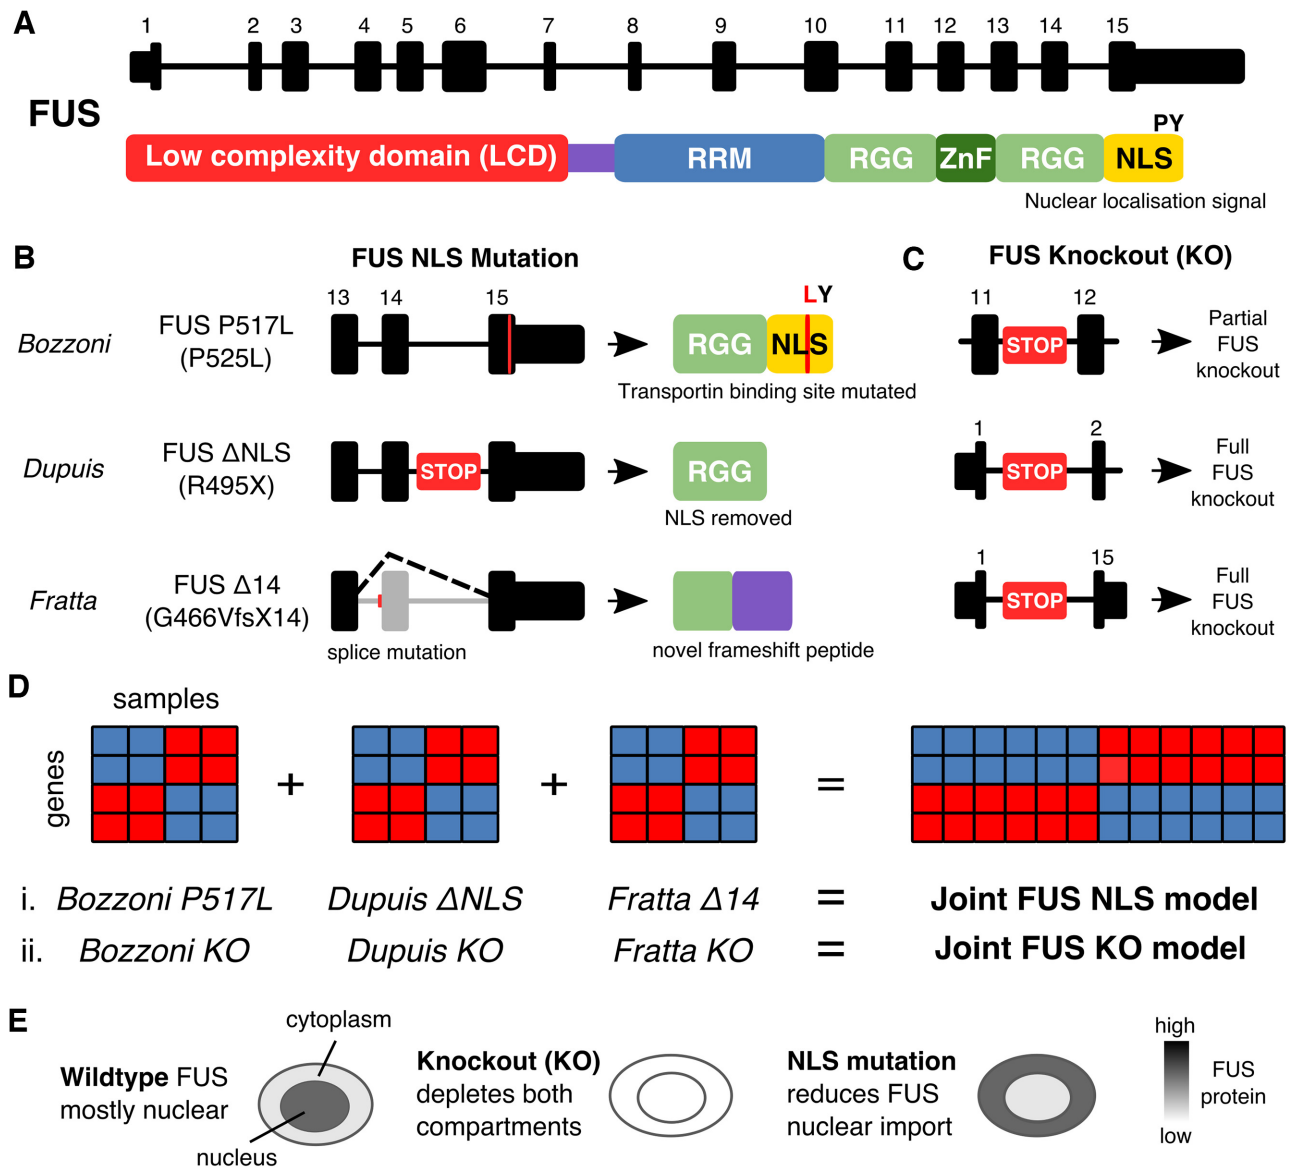 A
1 2 3 4 5 6 7 8 9 10 11 12 13 14 15
FUS
PY
Low complexity domain (LCD) RRM RGG ZnF RGG NLS
Nuclear localisation signal
B FUS NLS Mutation
13 14 15
Bozzoni
FUS P517L
(P525L)
LY
RGG NLS
Transportin binding site mutated
Dupuis
FUS ΔNLS
(R495X)
STOP
RGG
NLS removed
Fratta
FUS Δ14
(G466VfsX14)
splice mutation
novel frameshift peptide
C FUS Knockout (KO)
11 12
STOP
Partial
FUS
knockout
1 2
STOP
Full
FUS
knockout
1 15
STOP
Full
FUS
knockout
D
samples
genes
+ + =
i. Bozzoni P517L Dupuis ΔNLS Fratta Δ14 = Joint FUS NLS model
ii. Bozzoni KO Dupuis KO Fratta KO = Joint FUS KO model
E
Wildtype FUS
mostly nuclear
cytoplasm
nucleus
Knockout (KO)
depletes both
compartments
NLS mutation
reduces FUS
nuclear import
high
FUS
protein
low